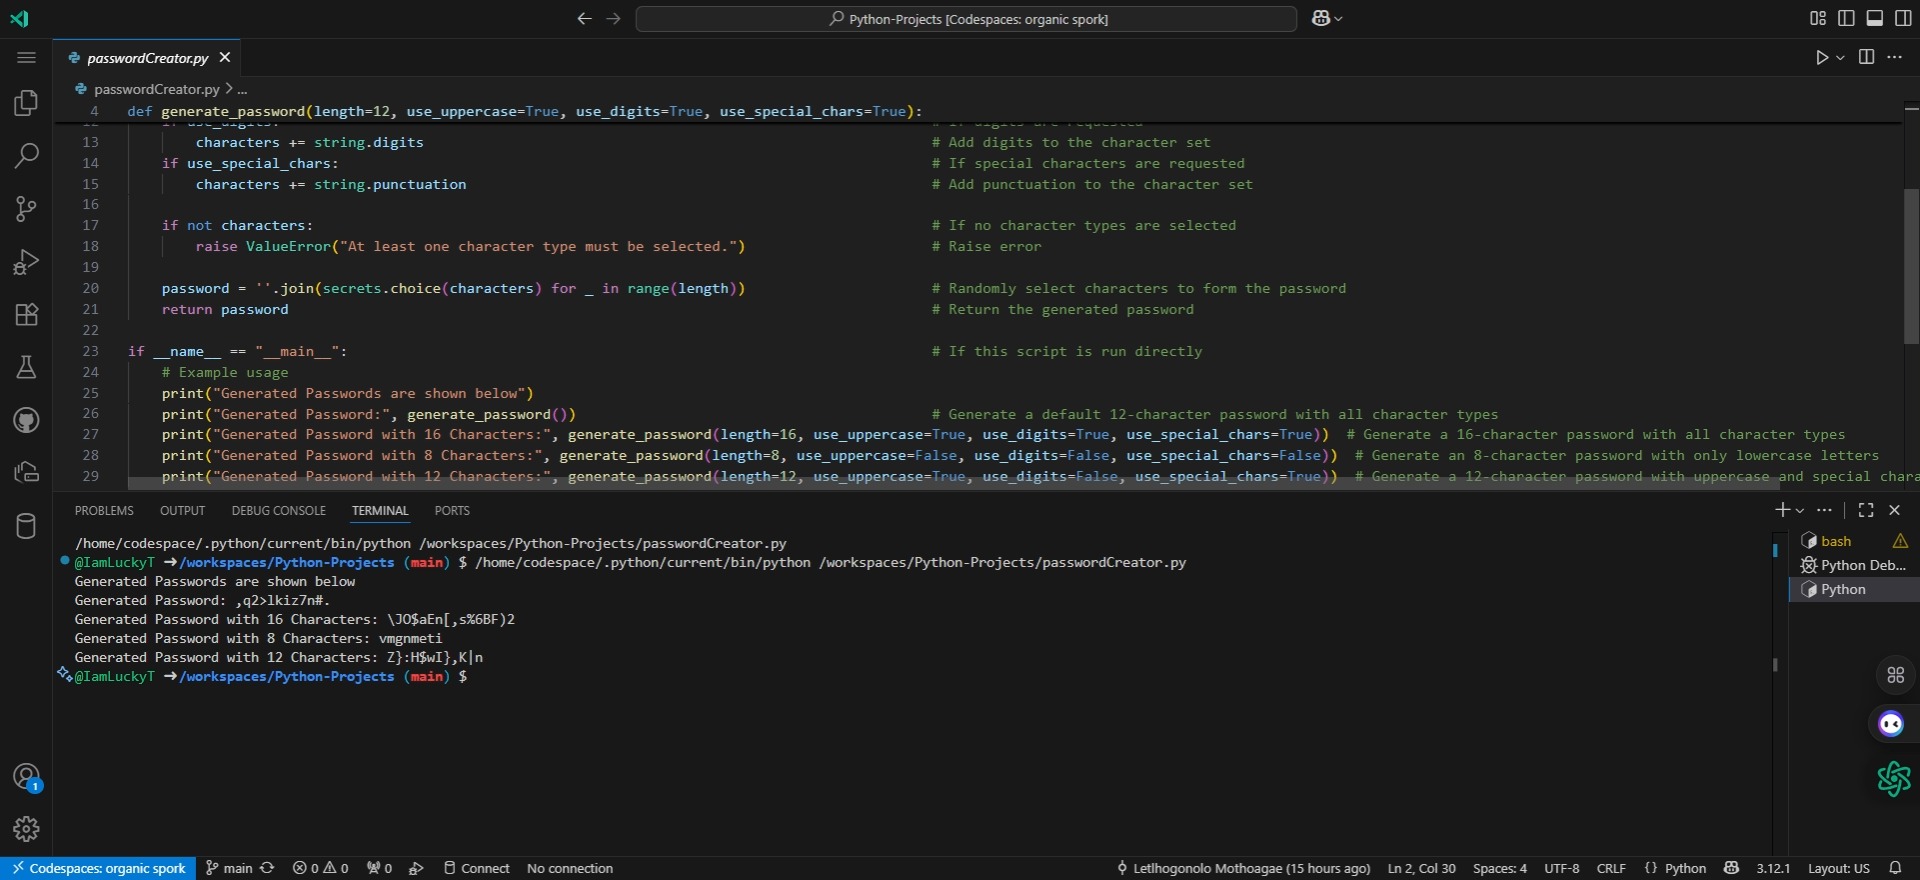 Python-Projects [Codespaces: organic spork]
passwordCreator.py
passwordCreator.py > ...
4 def generate_password(length=12, use_uppercase=True, use_digits=True, use_special_chars=True):
13 characters += string.digits # Add digits to the character set
14 if use_special_chars: # If special characters are requested
15 characters += string.punctuation # Add punctuation to the character set
16
17 if not characters: # If no character types are selected
18 raise ValueError("At least one character type must be selected.") # Raise error
19
20 password = ''.join(secrets.choice(characters) for _ in range(length)) # Randomly select characters to form the password
21 return password # Return the generated password
22
23 if __name__ == "__main__": # If this script is run directly
24 # Example usage
25 print("Generated Passwords are shown below")
26 print("Generated Password:", generate_password()) # Generate a default 12-character password with all character types
27 print("Generated Password with 16 Characters:", generate_password(length=16, use_uppercase=True, use_digits=True, use_special_chars=True)) # Generate a 16-character password with all character types
28 print("Generated Password with 8 Characters:", generate_password(length=8, use_uppercase=False, use_digits=False, use_special_chars=False)) # Generate an 8-character password with only lowercase letters
29 print("Generated Password with 12 Characters:", generate_password(length=12, use_uppercase=True, use_digits=False, use_special_chars=True)) # Generate a 12-character password with uppercase and special chara
PROBLEMS OUTPUT DEBUG CONSOLE TERMINAL PORTS
/home/codespace/.python/current/bin/python /workspaces/Python-Projects/passwordCreator.py
@IamLuckyT ➜/workspaces/Python-Projects (main) $ /home/codespace/.python/current/bin/python /workspaces/Python-Projects/passwordCreator.py
Generated Passwords are shown below
Generated Password: ,q2>lkiz7n#.
Generated Password with 16 Characters: \JO$aEn[,s%6BF)2
Generated Password with 8 Characters: vmgnmeti
Generated Password with 12 Characters: Z}:H$wI},K|n
@IamLuckyT ➜/workspaces/Python-Projects (main) $
bash
Python Deb...
Python
1
Codespaces: organic spork main 0 0 0 Connect No connection Letlhogonolo Mothoagae (15 hours ago) Ln 2, Col 30 Spaces: 4 UTF-8 CRLF {} Python 3.12.1 Layout: US